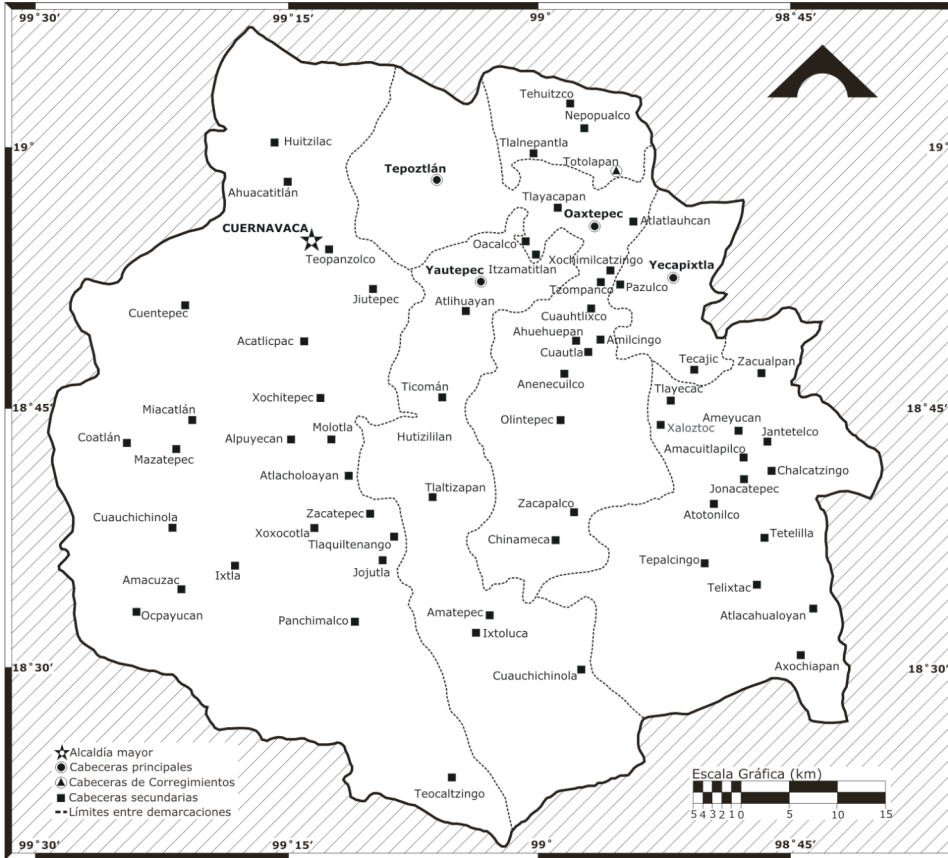 99˚30'
99˚15'
99˚
98˚45'
Tehuitzco
Nepopualco
Huitzilac
Tlalnepantla
19˚
19˚
Totolapan
Tepoztlán
Ahuacatitlán
Tlayacapan
Oaxtepec
Atlatlauhcan
CUERNAVACA
Oacalco
Teopanzolco
Xochimilcatzingo
Yautepec
Itzamatitlan
Yecapixtla
Tzompanco
Pazulco
Jiutepec
Atlihuayan
Cuentepec
Cuauhtlixco
Ahuehuepan
Amilcingo
Acatlicpac
Cuautla
Tecajic
Zacualpan
Anenecuilco
Ticomán
Tlayecac
Xochitepec
Miacatlán
18˚45'
18˚45'
Olintepec
Ameyucan
Molotla
Xaloztoc
Jantetelco
Coatlán
Alpuyecan
Hutizililan
Mazatepec
Amacuitlapilco
Chalcatzingo
Atlacholoayan
Tlaltizapan
Jonacatepec
Zacapalco
Atotonilco
Cuauchichinola
Zacatepec
Xoxocotla
Tlaquiltenango
Chinameca
Tetelilla
Tepalcingo
Ixtla
Jojutla
Amacuzac
Telixtac
Ocpayucan
Panchimalco
Amatepec
Atlacahualoyan
Ixtoluca
18˚30'
18˚30'
Cuauchichinola
Axochiapan
Teocaltzingo
Alcaldía mayor
Cabeceras principales
Cabeceras de Corregimientos
Cabeceras secundarias
Límites entre demarcaciones
Escala Gráfica (km)
5 4 3 2 1 0 5 10 15
99˚30'
99˚15'
99˚
98˚45'